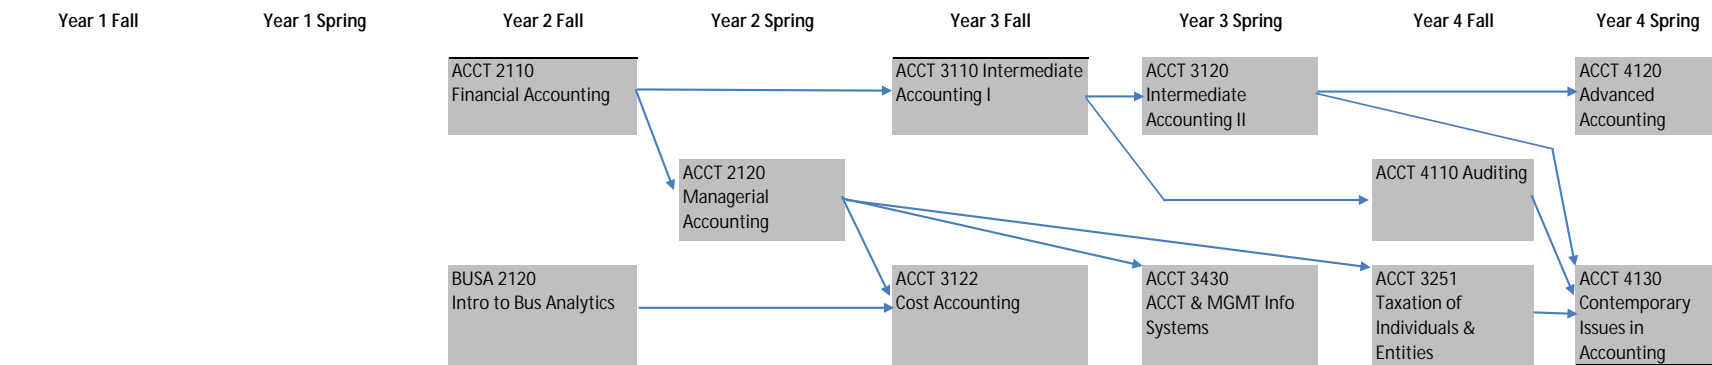 Year 1 Fall
Year 1 Spring
Year 2 Fall
Year 2 Spring
Year 3 Fall
Year 3 Spring
Year 4 Fall
Year 4 Spring
ACCT 2110
Financial Accounting
ACCT 3110 Intermediate
Accounting I
ACCT 3120
Intermediate
Accounting II
ACCT 4120
Advanced
Accounting
ACCT 2120
Managerial
Accounting
ACCT 4110 Auditing
BUSA 2120
Intro to Bus Analytics
ACCT 3122
Cost Accounting
ACCT 3430
ACCT & MGMT Info
Systems
ACCT 3251
Taxation of
Individuals &
Entities
ACCT 4130
Contemporary
Issues in
Accounting